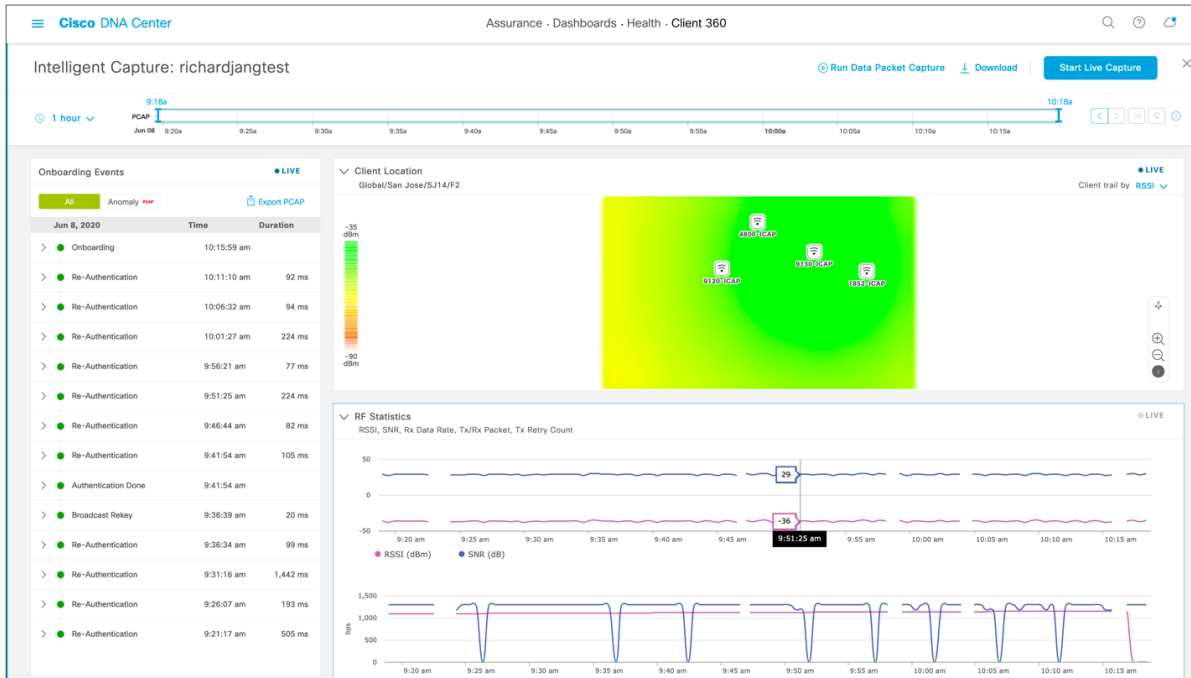 Cisco DNA Center
Assurance · Dashboards · Health · Client 360
Intelligent Capture: richardjangtest
Run Data Packet Capture
Download
Start Live Capture
1 hour
9:18a
10:18a
PCAP
Jun 08 9:20a 9:25a 9:30a 9:35a 9:40a 9:45a 9:50a 9:55a 10:00a 10:05a 10:10a 10:15a
Onboarding Events
LIVE
All
Anomaly PCAP
Export PCAP
Jun 8, 2020 Time Duration
Onboarding 10:15:59 am
Re-Authentication 10:11:10 am 92 ms
Re-Authentication 10:06:32 am 94 ms
Re-Authentication 10:01:27 am 224 ms
Re-Authentication 9:56:21 am 77 ms
Re-Authentication 9:51:25 am 224 ms
Re-Authentication 9:46:44 am 82 ms
Re-Authentication 9:41:54 am 105 ms
Authentication Done 9:41:54 am
Broadcast Rekey 9:36:39 am 20 ms
Re-Authentication 9:36:34 am 99 ms
Re-Authentication 9:31:16 am 1,442 ms
Re-Authentication 9:26:07 am 193 ms
Re-Authentication 9:21:17 am 505 ms
Client Location
LIVE
Global/San Jose/SJ14/F2
Client trail by RSSI
-35
dBm
-90
dBm
4800-ICAP
9130-ICAP
9120-ICAP
1852-ICAP
RF Statistics
LIVE
RSSI, SNR, Rx Data Rate, Tx/Rx Packet, Tx Retry Count
50
0
-50
29
-36
9:20 am 9:25 am 9:30 am 9:35 am 9:40 am 9:45 am 9:51:25 am 9:55 am 10:00 am 10:05 am 10:10 am 10:15 am
RSSI (dBm) SNR (dB)
1,500
1,000
500
0
bps
9:20 am 9:25 am 9:30 am 9:35 am 9:40 am 9:45 am 9:50 am 9:55 am 10:00 am 10:05 am 10:10 am 10:15 am